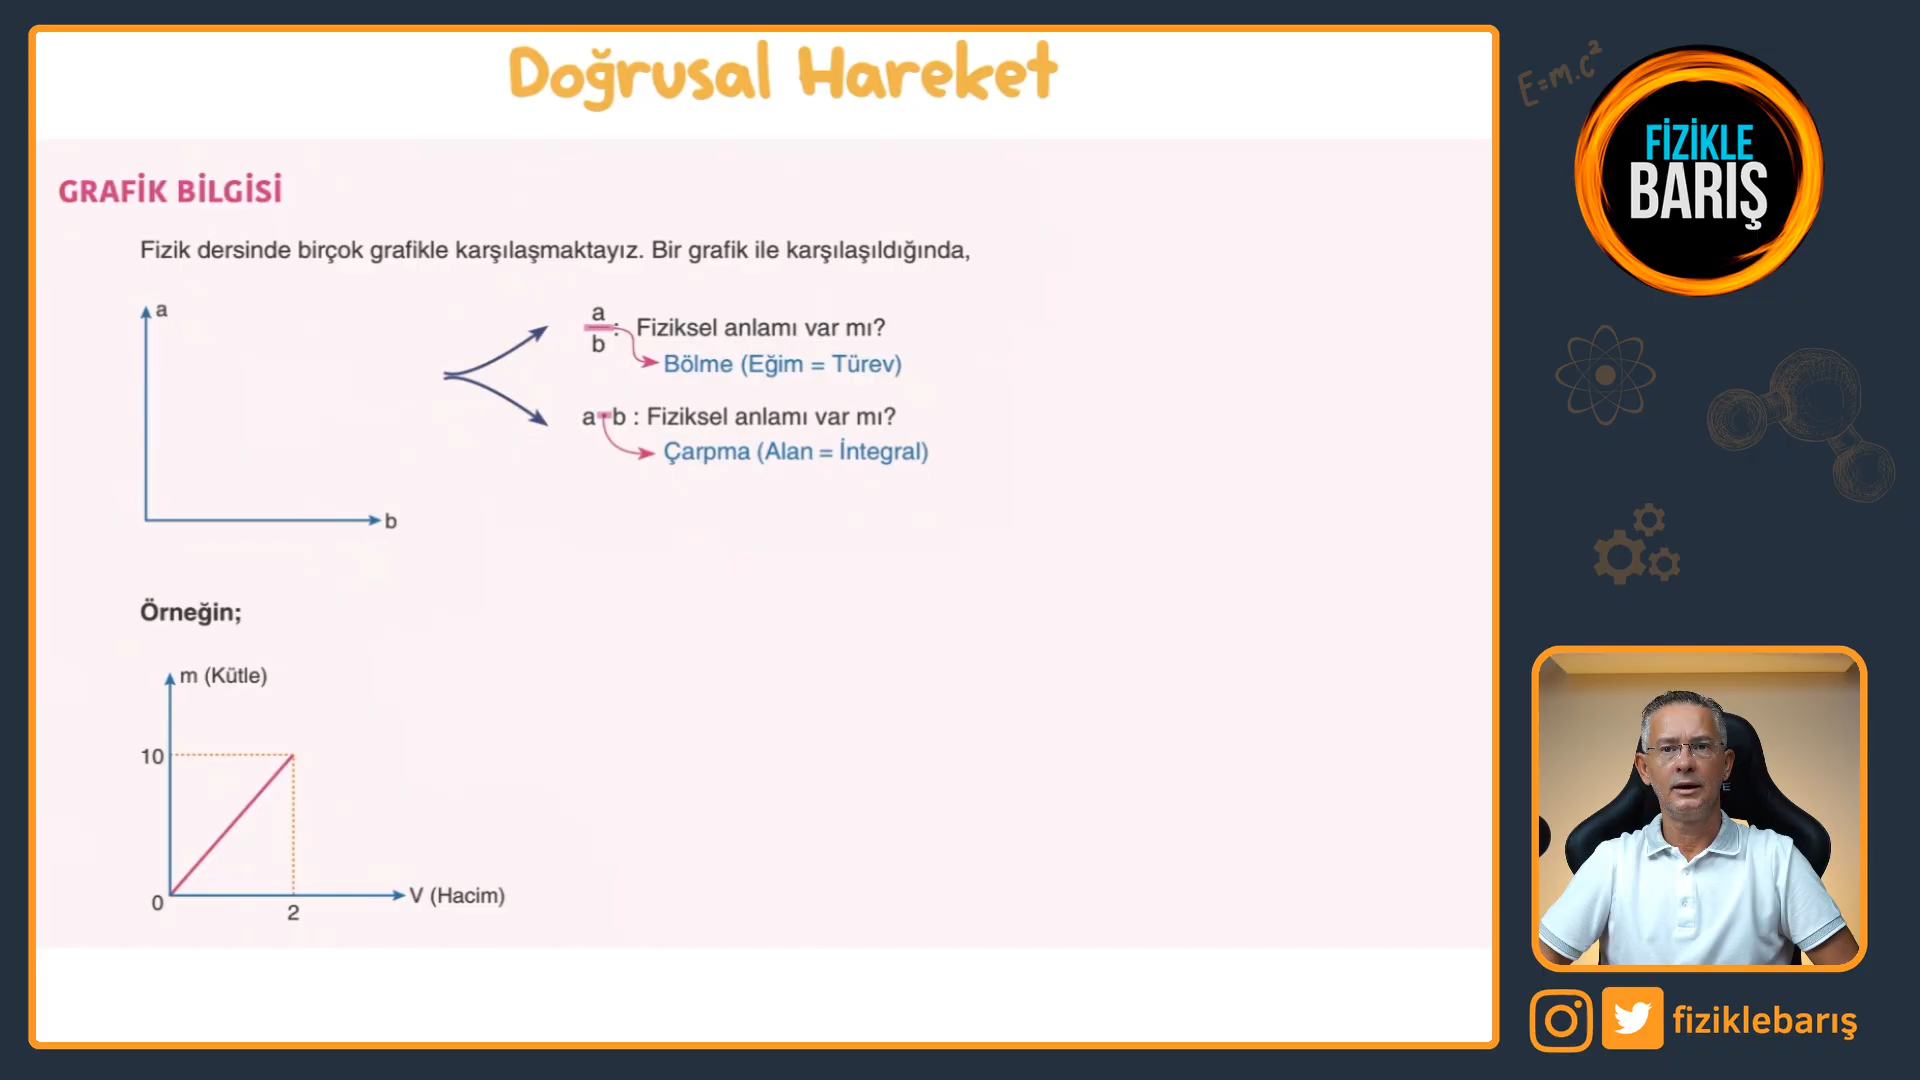 Doğrusal Hareket
GRAFİK BİLGİSİ
Fizik dersinde birçok grafikle karşılaşmaktayız. Bir grafik ile karşılaşıldığında,
a
b
a
b
: Fiziksel anlamı var mı?
Bölme (Eğim = Türev)
a b : Fiziksel anlamı var mı?
Çarpma (Alan = İntegral)
Örneğin;
m (Kütle)
10
0
2
V (Hacim)
E=m.c²
FİZİKLE
BARIŞ
E
fiziklebarış